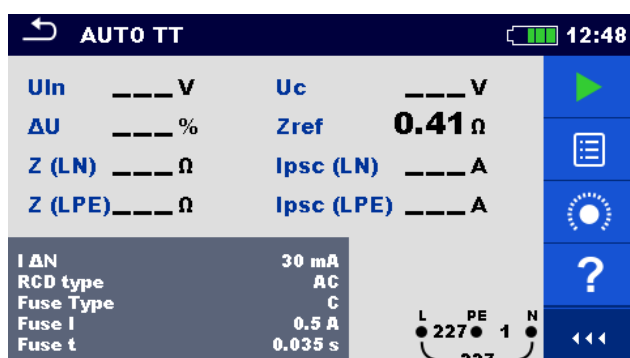 AUTO TT 12:48
Uln ___V Uc ___V
ΔU ___% Zref 0.41Ω
Z (LN) ___Ω Ipsc (LN) ___A
Z (LPE)___Ω Ipsc (LPE) ___A
I ΔN 30 mA
RCD type AC
Fuse Type C
Fuse I 0.5 A
Fuse t 0.035 s
L PE N
227 1
227
?